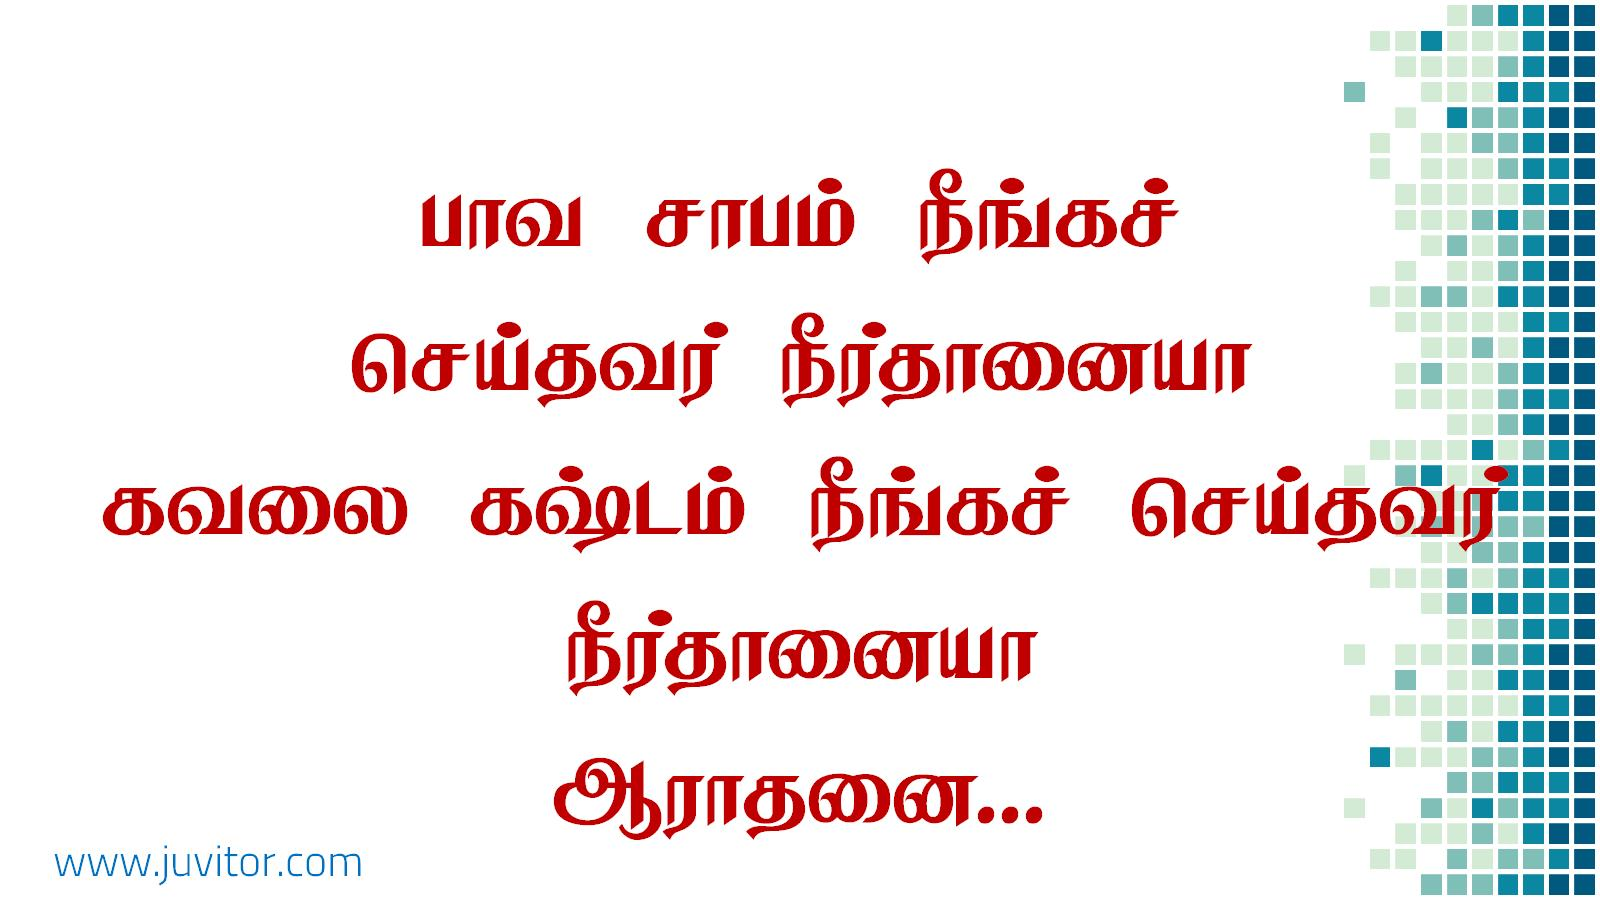 பாவ சாபம் நீங்கச்
செய்தவர் நீர்தானையா
கவலை கஷ்டம் நீங்கச் செய்தவர்
நீர்தானையா
ஆராதனை...
www.juvitor.com